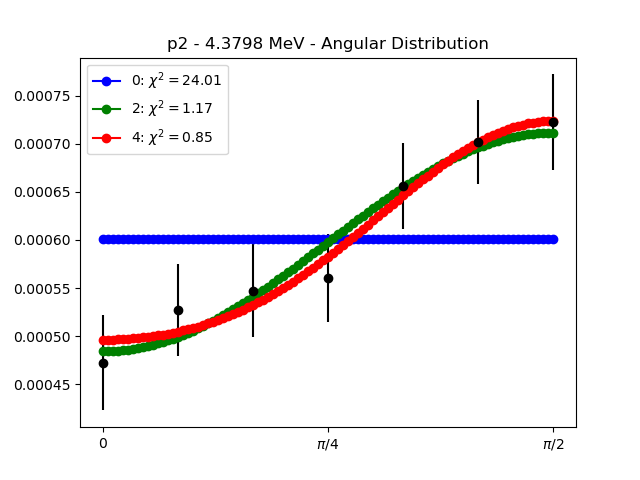 p2 - 4.3798 MeV - Angular Distribution
0: χ² = 24.01
2: χ² = 1.17
4: χ² = 0.85
0.00075
0.00070
0.00065
0.00060
0.00055
0.00050
0.00045
0 π/4 π/2